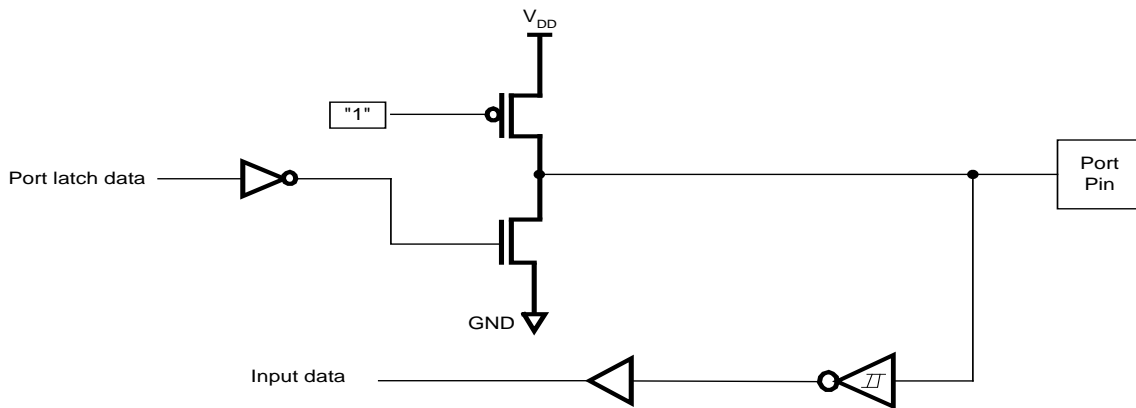 VDD
"1"
Port latch data
Port
Pin
GND
Input data